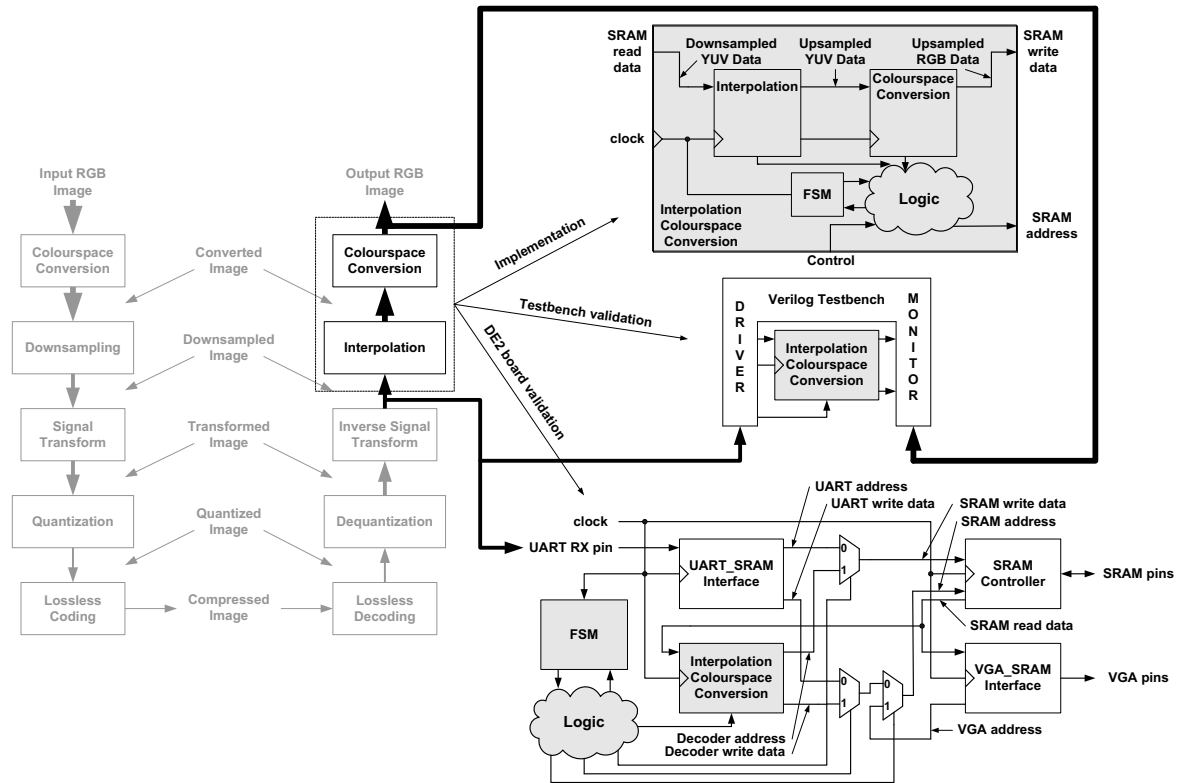 Input RGB
Image
Colourspace
Conversion
Downsampling
Signal
Transform
Quantization
Lossless
Coding
Converted
Image
Downsampled
Image
Transformed
Image
Quantized
Image
Compressed
Image
Output RGB
Image
Colourspace
Conversion
Interpolation
Inverse Signal
Transform
Dequantization
Lossless
Decoding
Implementation
Testbench validation
DE2 board validation
SRAM
read
data
Downsampled
YUV Data
Upsampled
YUV Data
Upsampled
RGB Data
SRAM
write
data
Interpolation
Colourspace
Conversion
clock
FSM
Logic
Interpolation
Colourspace
Conversion
SRAM
address
Control
DRIVER
Verilog Testbench
MONITOR
Interpolation
Colourspace
Conversion
UART address
UART write data
SRAM write data
SRAM address
clock
UART RX pin
UART_SRAM
Interface
0
1
SRAM
Controller
SRAM pins
SRAM read data
FSM
Interpolation
Colourspace
Conversion
0
1
0
1
VGA_SRAM
Interface
VGA pins
Logic
Decoder address
Decoder write data
VGA address